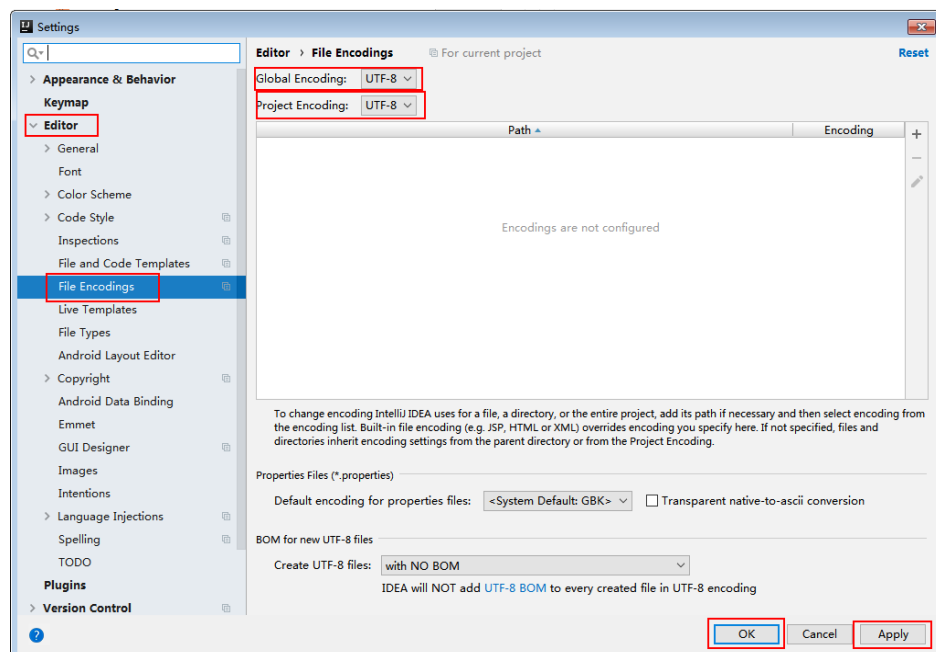 Settings
Editor › File Encodings For current project Reset
Appearance & Behavior
Keymap
Editor
General
Font
Color Scheme
Code Style
Inspections
File and Code Templates
File Encodings
Live Templates
File Types
Android Layout Editor
Copyright
Android Data Binding
Emmet
GUI Designer
Images
Intentions
Language Injections
Spelling
TODO
Plugins
Version Control
Global Encoding: UTF-8
Project Encoding: UTF-8
Path Encoding
Encodings are not configured
To change encoding IntelliJ IDEA uses for a file, a directory, or the entire project, add its path if necessary and then select encoding from
the encoding list. Built-in file encoding (e.g. JSP, HTML or XML) overrides encoding you specify here. If not specified, files and
directories inherit encoding settings from the parent directory or from the Project Encoding.
Properties Files (*.properties)
Default encoding for properties files: <System Default: GBK> Transparent native-to-ascii conversion
BOM for new UTF-8 files
Create UTF-8 files: with NO BOM
IDEA will NOT add UTF-8 BOM to every created file in UTF-8 encoding
? OK Cancel Apply